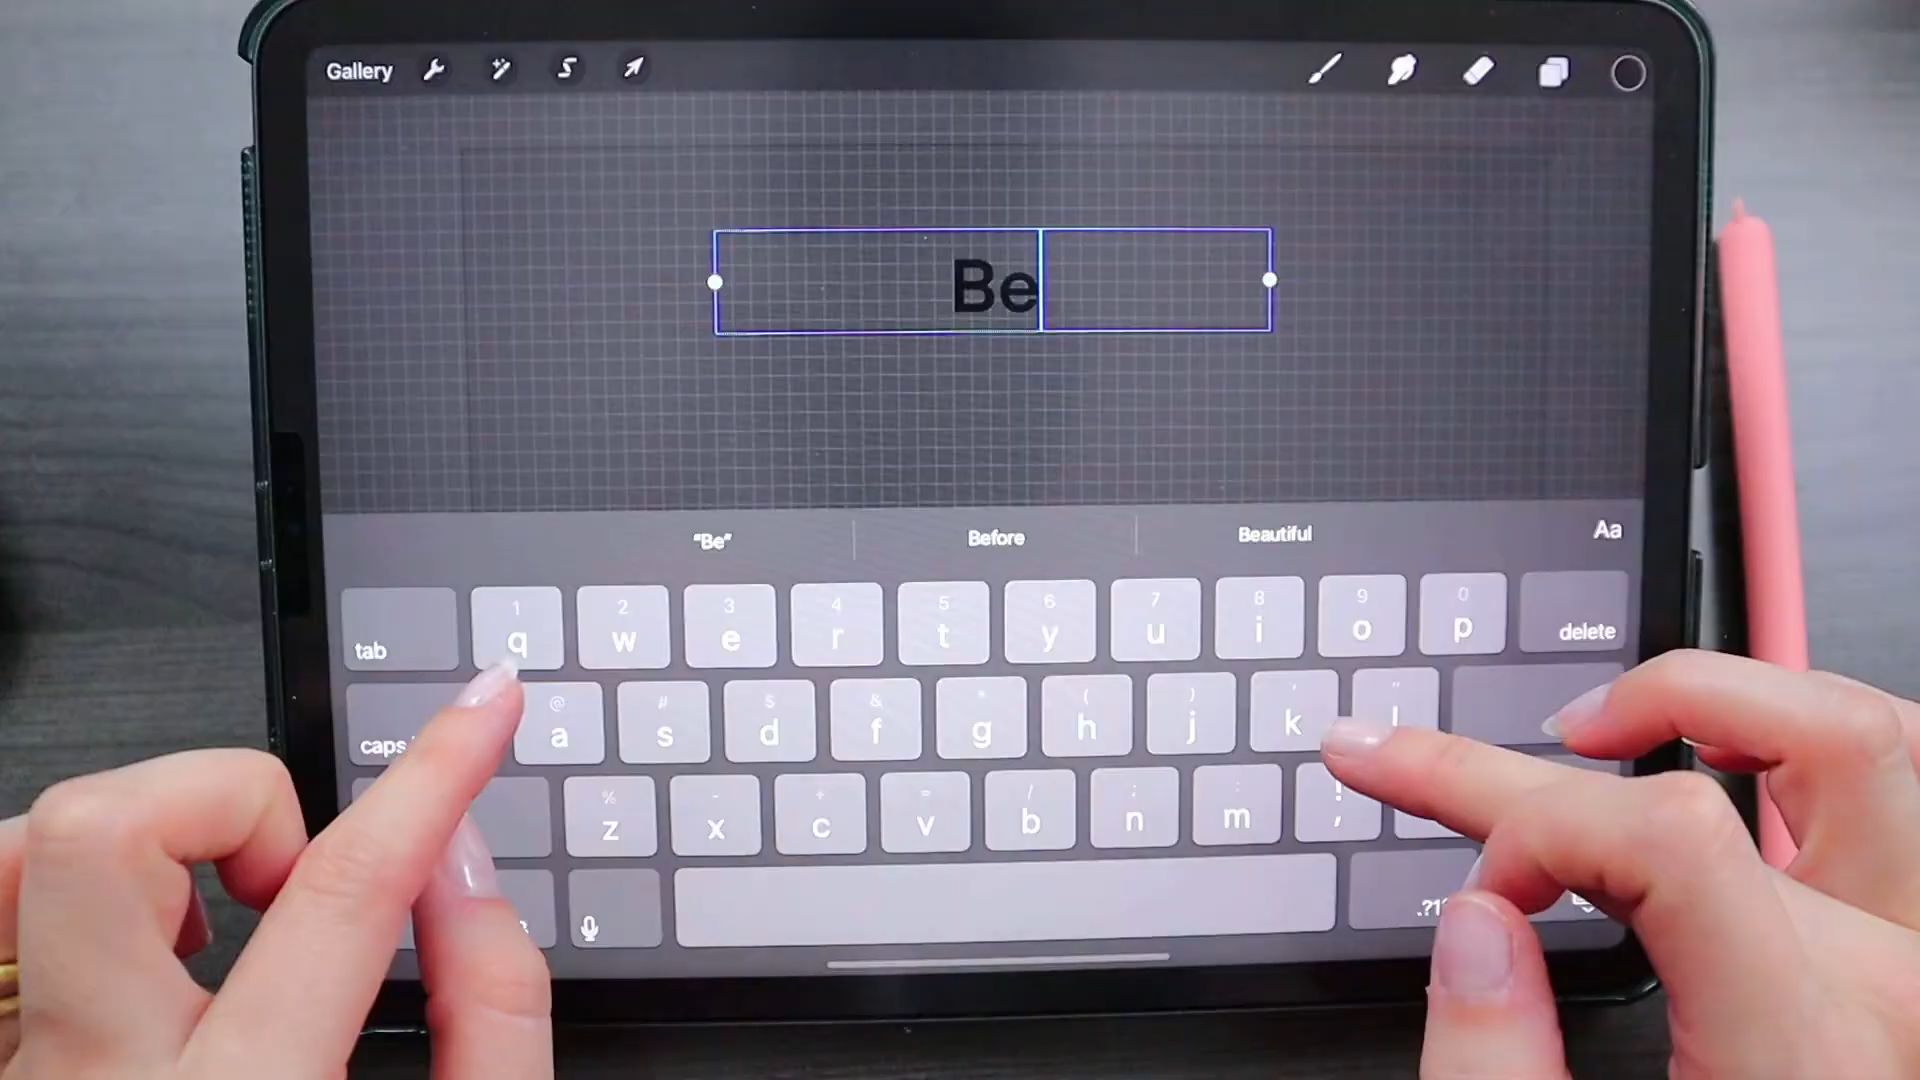 Gallery
Be
“Be” Before Beautiful Aa
tab 1 q 2 w 3 e 4 r 5 t 6 y 7 u 8 i 9 o 0 p delete
caps @ a # s $ d & f * g ( h ) j ' k " l
% z - x + c = v / b ; n : m ! ,
.?12